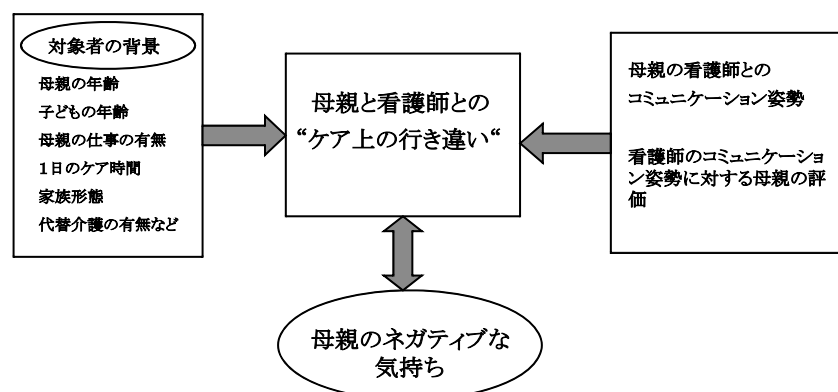 対象者の背景
母親の年齢
子どもの年齢
母親の仕事の有無
1日のケア時間
家族形態
代替介護の有無など
母親と看護師との
“ケア上の行き違い“
母親の看護師との
コミュニケーション姿勢
看護師のコミュニケーショ
ン姿勢に対する母親の評
価
母親のネガティブな
気持ち